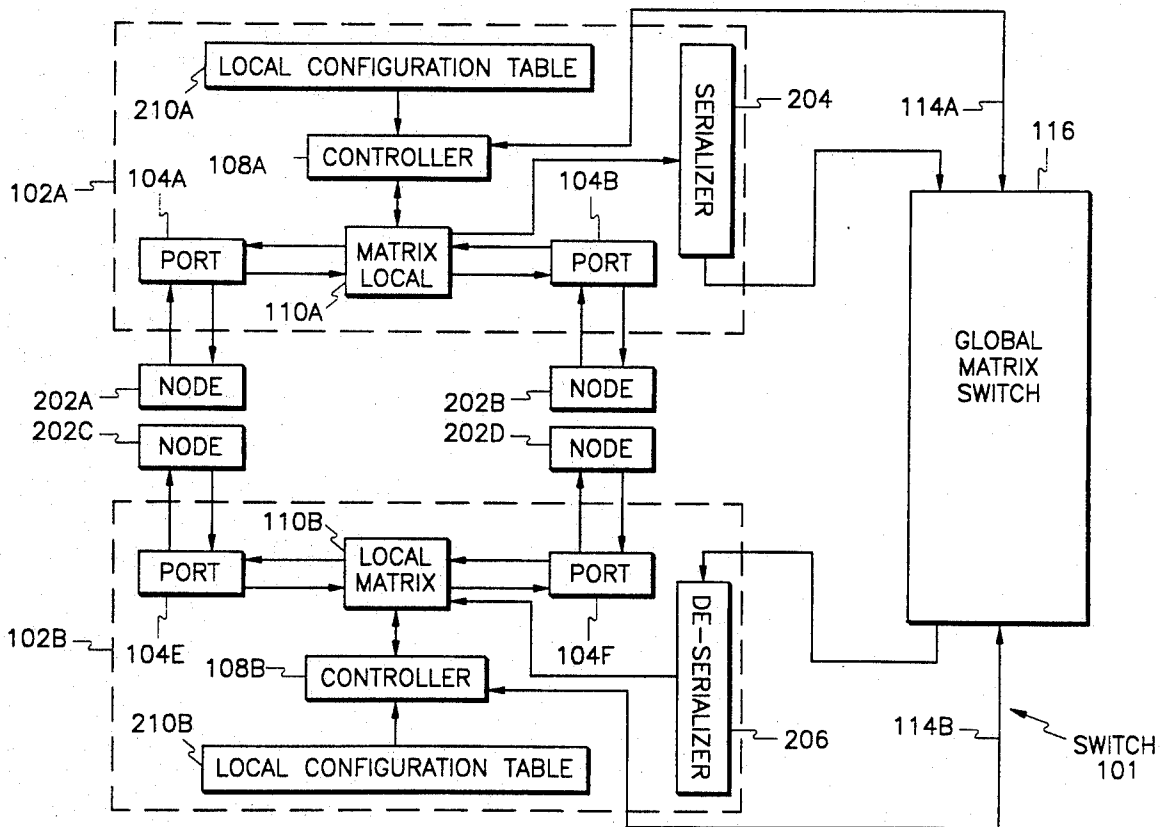 LOCAL CONFIGURATION TABLE
210A
SERIALIZER
204
114A
116
CONTROLLER
108A
102A
104A
104B
PORT
MATRIX
LOCAL
PORT
110A
GLOBAL
MATRIX
SWITCH
NODE
202A
NODE
202B
202C
NODE
202D
NODE
110B
PORT
LOCAL
MATRIX
PORT
DE-SERIALIZER
102B
104E
104F
108B
CONTROLLER
210B
206
114B
SWITCH
101
LOCAL CONFIGURATION TABLE